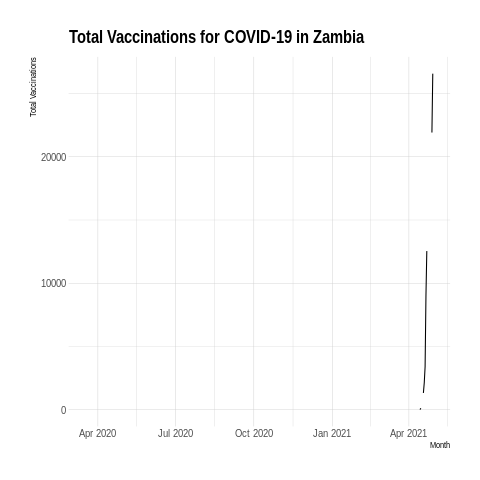 Total Vaccinations for COVID-19 in Zambia
Total Vaccinations
20000
10000
0
Apr 2020 Jul 2020 Oct 2020 Jan 2021 Apr 2021
Month